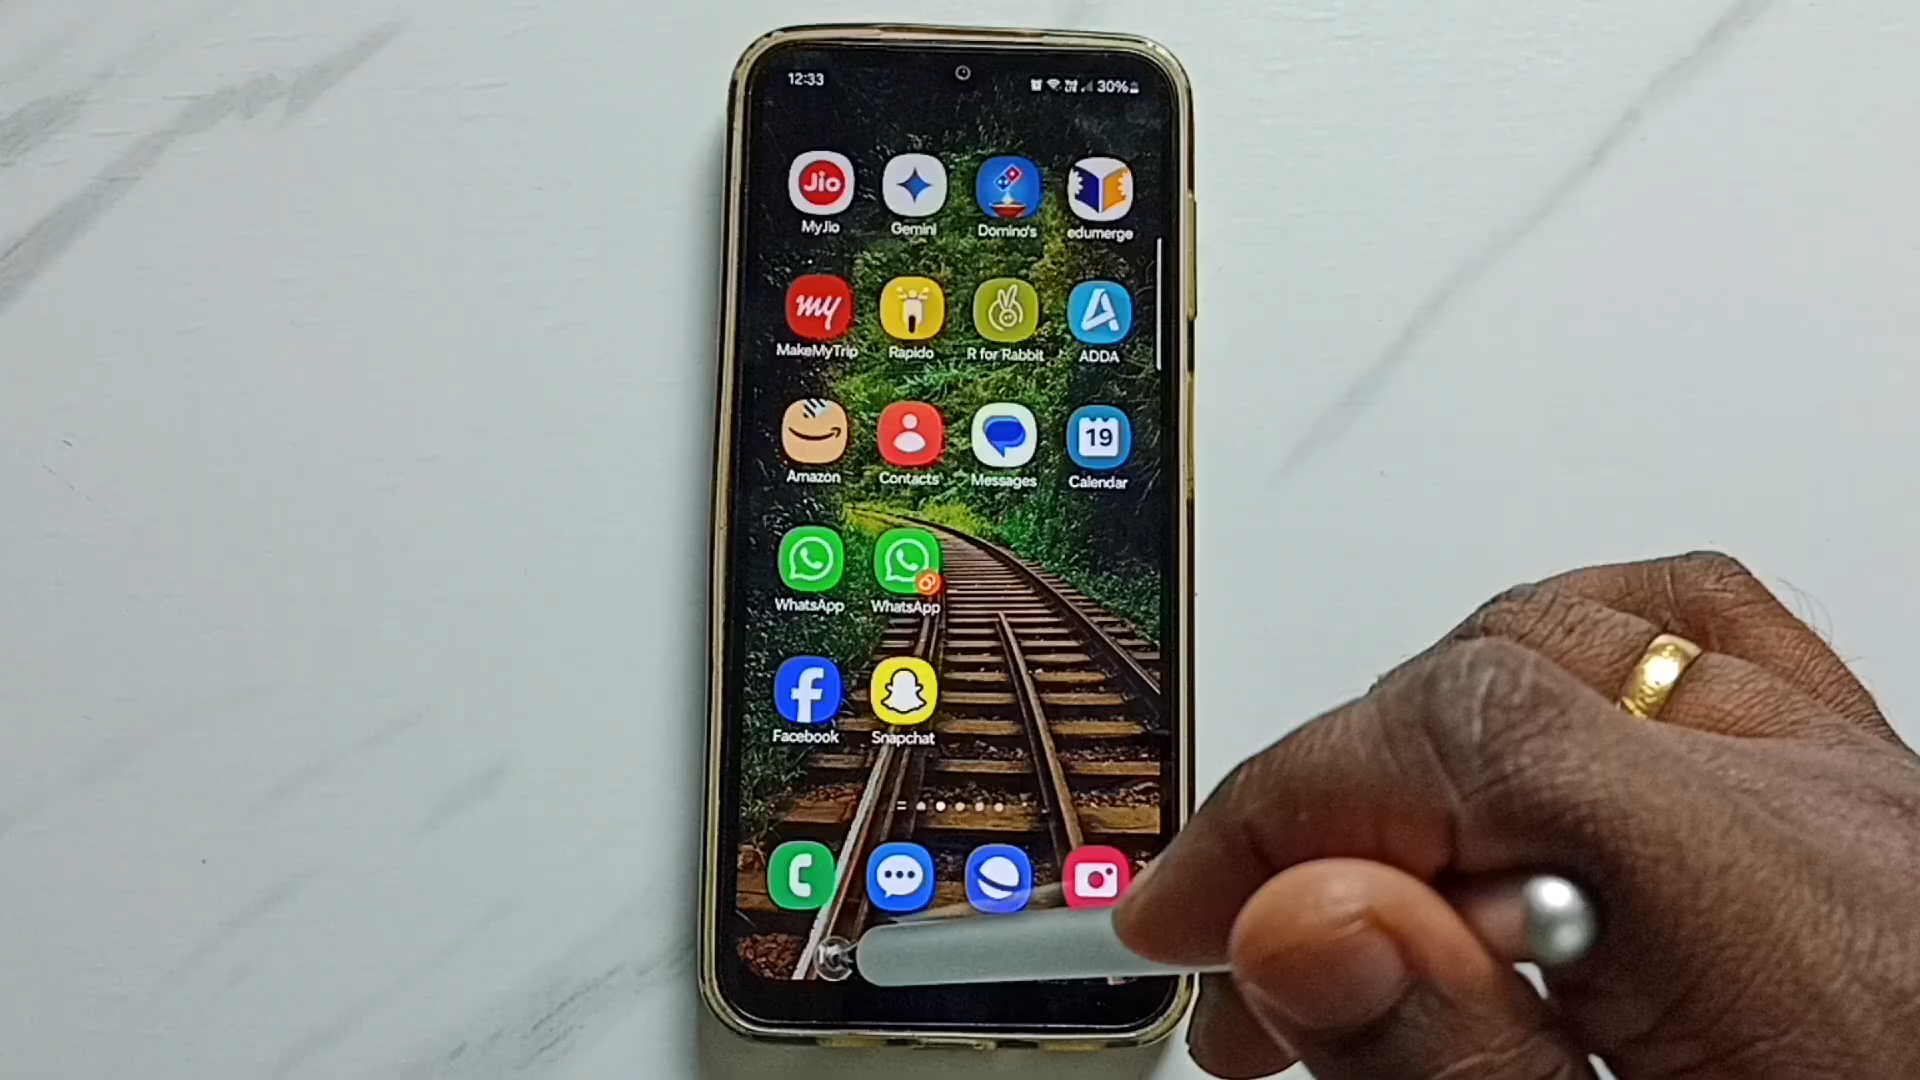 12:33 30%
Jio
MyJio Gemini Domino's edumerge
my
MakeMyTrip Rapido R for Rabbit ADDA
19
Amazon Contacts Messages Calendar
WhatsApp WhatsApp
Facebook Snapchat